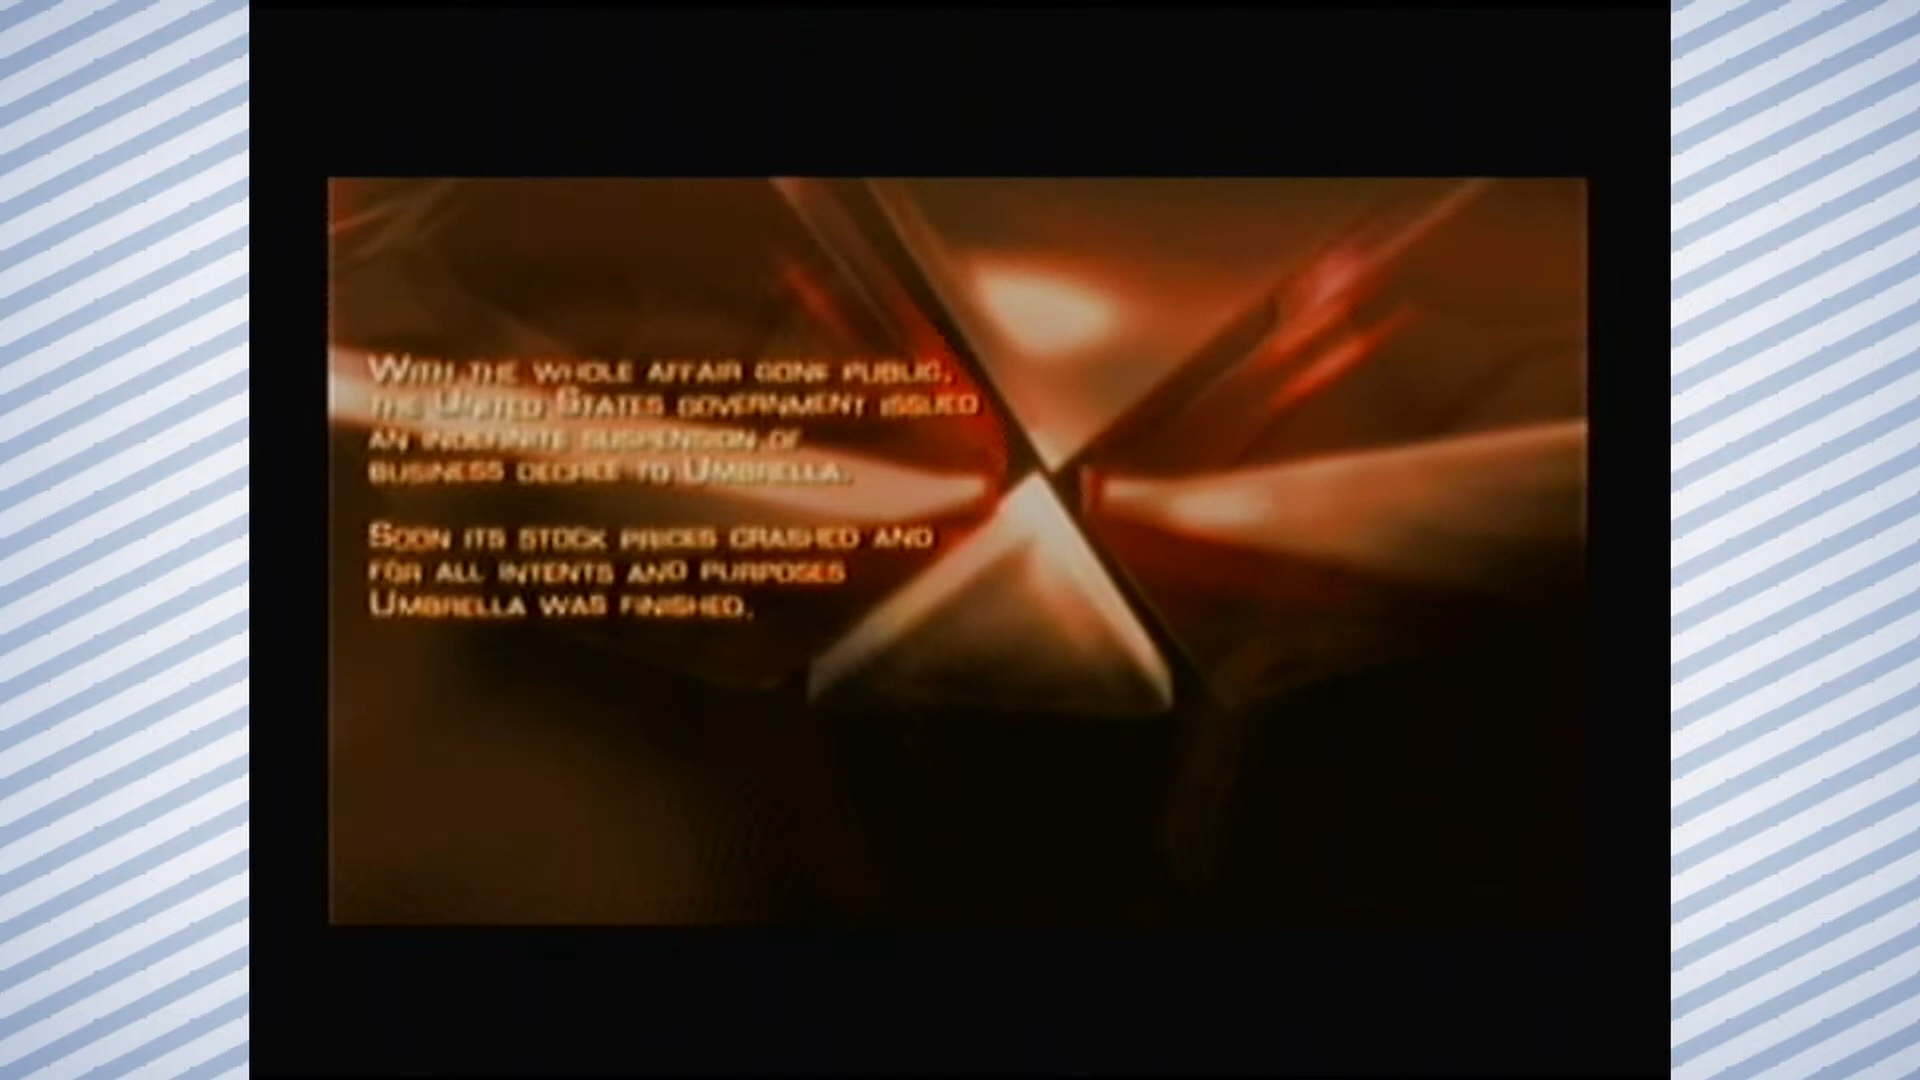 With the whole affair gone public,
the United States government issued
an indefinite suspension of
business decree to Umbrella.
Soon its stock prices crashed and
for all intents and purposes
Umbrella was finished.